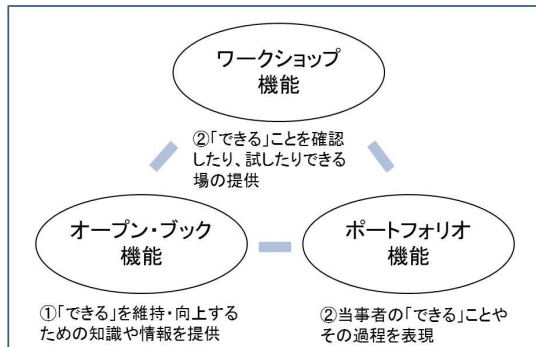 ワークショップ
機能
②「できる」ことを確認
したり、試したりできる
場の提供
オープン・ブック
機能
①「できる」を維持・向上する
ための知識や情報を提供
ポートフォリオ
機能
②当事者の「できる」ことや
その過程を表現